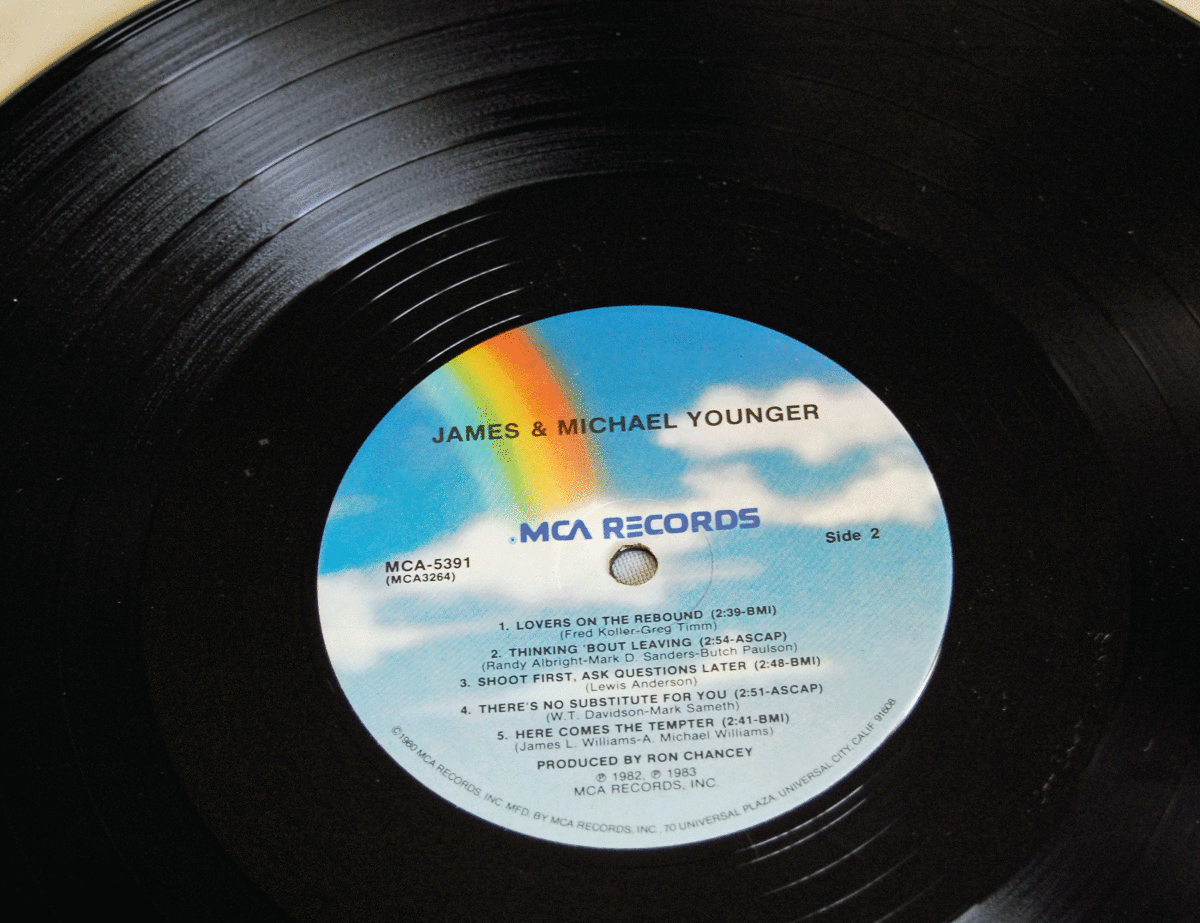 JAMES & MICHAEL YOUNGER
MCA RECORDS
MCA-5391
(MCA3264)
Side 2
1. LOVERS ON THE REBOUND (2:39-BMI)
(Fred Koller-Greg Timm)
2. THINKING 'BOUT LEAVING (2:54-ASCAP)
(Randy Albright-Mark D. Sanders-Butch Paulson)
3. SHOOT FIRST, ASK QUESTIONS LATER (2:48-BMI)
(Lewis Anderson)
4. THERE'S NO SUBSTITUTE FOR YOU (2:51-ASCAP)
(W.T. Davidson-Mark Sameth)
5. HERE COMES THE TEMPTER (2:41-BMI)
(James L. Williams-A. Michael Williams)
PRODUCED BY RON CHANCEY
℗ 1982, ℗ 1983
MCA RECORDS, INC.
©1980 MCA RECORDS, INC. MFD. BY MCA RECORDS, INC., 70 UNIVERSAL PLAZA, UNIVERSAL CITY, CALIF. 91608